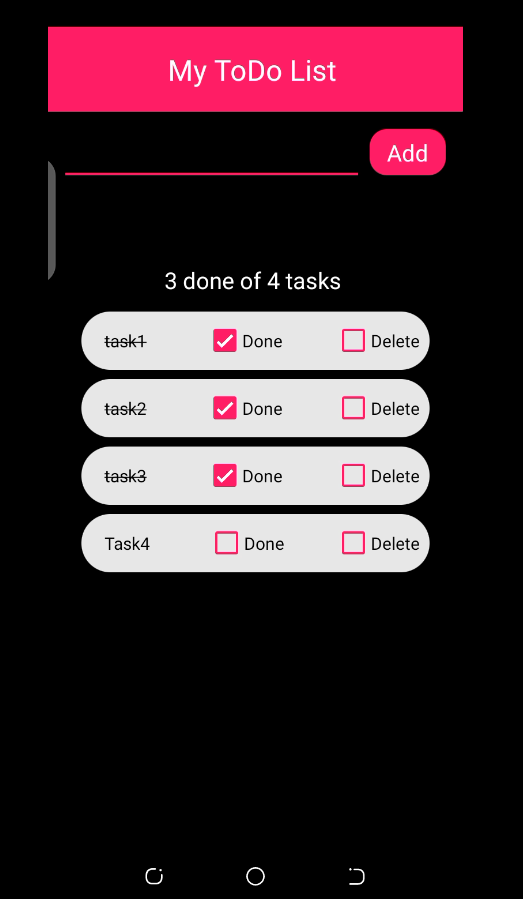 My ToDo List
Add
3 done of 4 tasks
task1 Done Delete
task2 Done Delete
task3 Done Delete
Task4 Done Delete